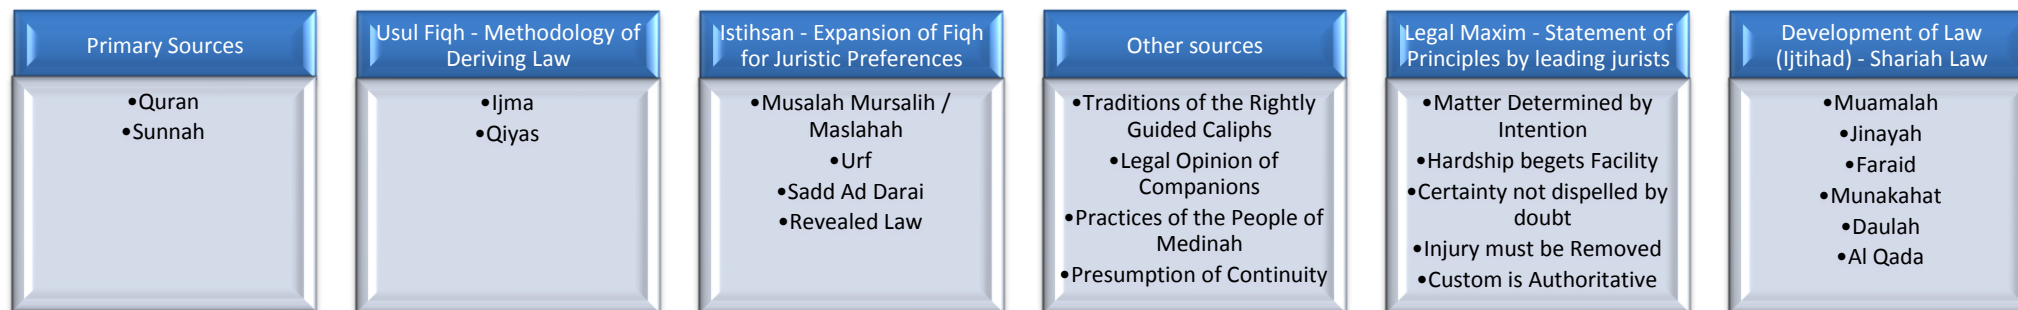 Primary Sources
•Quran
•Sunnah
Usul Fiqh - Methodology of
Deriving Law
•Ijma
•Qiyas
Istihsan - Expansion of Fiqh
for Juristic Preferences
•Musalah Mursalih /
Maslahah
•Urf
•Sadd Ad Darai
•Revealed Law
Other sources
•Traditions of the Rightly
Guided Caliphs
•Legal Opinion of
Companions
•Practices of the People of
Medinah
•Presumption of Continuity
Legal Maxim - Statement of
Principles by leading jurists
•Matter Determined by
Intention
•Hardship begets Facility
•Certainty not dispelled by
doubt
•Injury must be Removed
•Custom is Authoritative
Development of Law
(Ijtihad) - Shariah Law
•Muamalah
•Jinayah
•Faraid
•Munakahat
•Daulah
•Al Qada